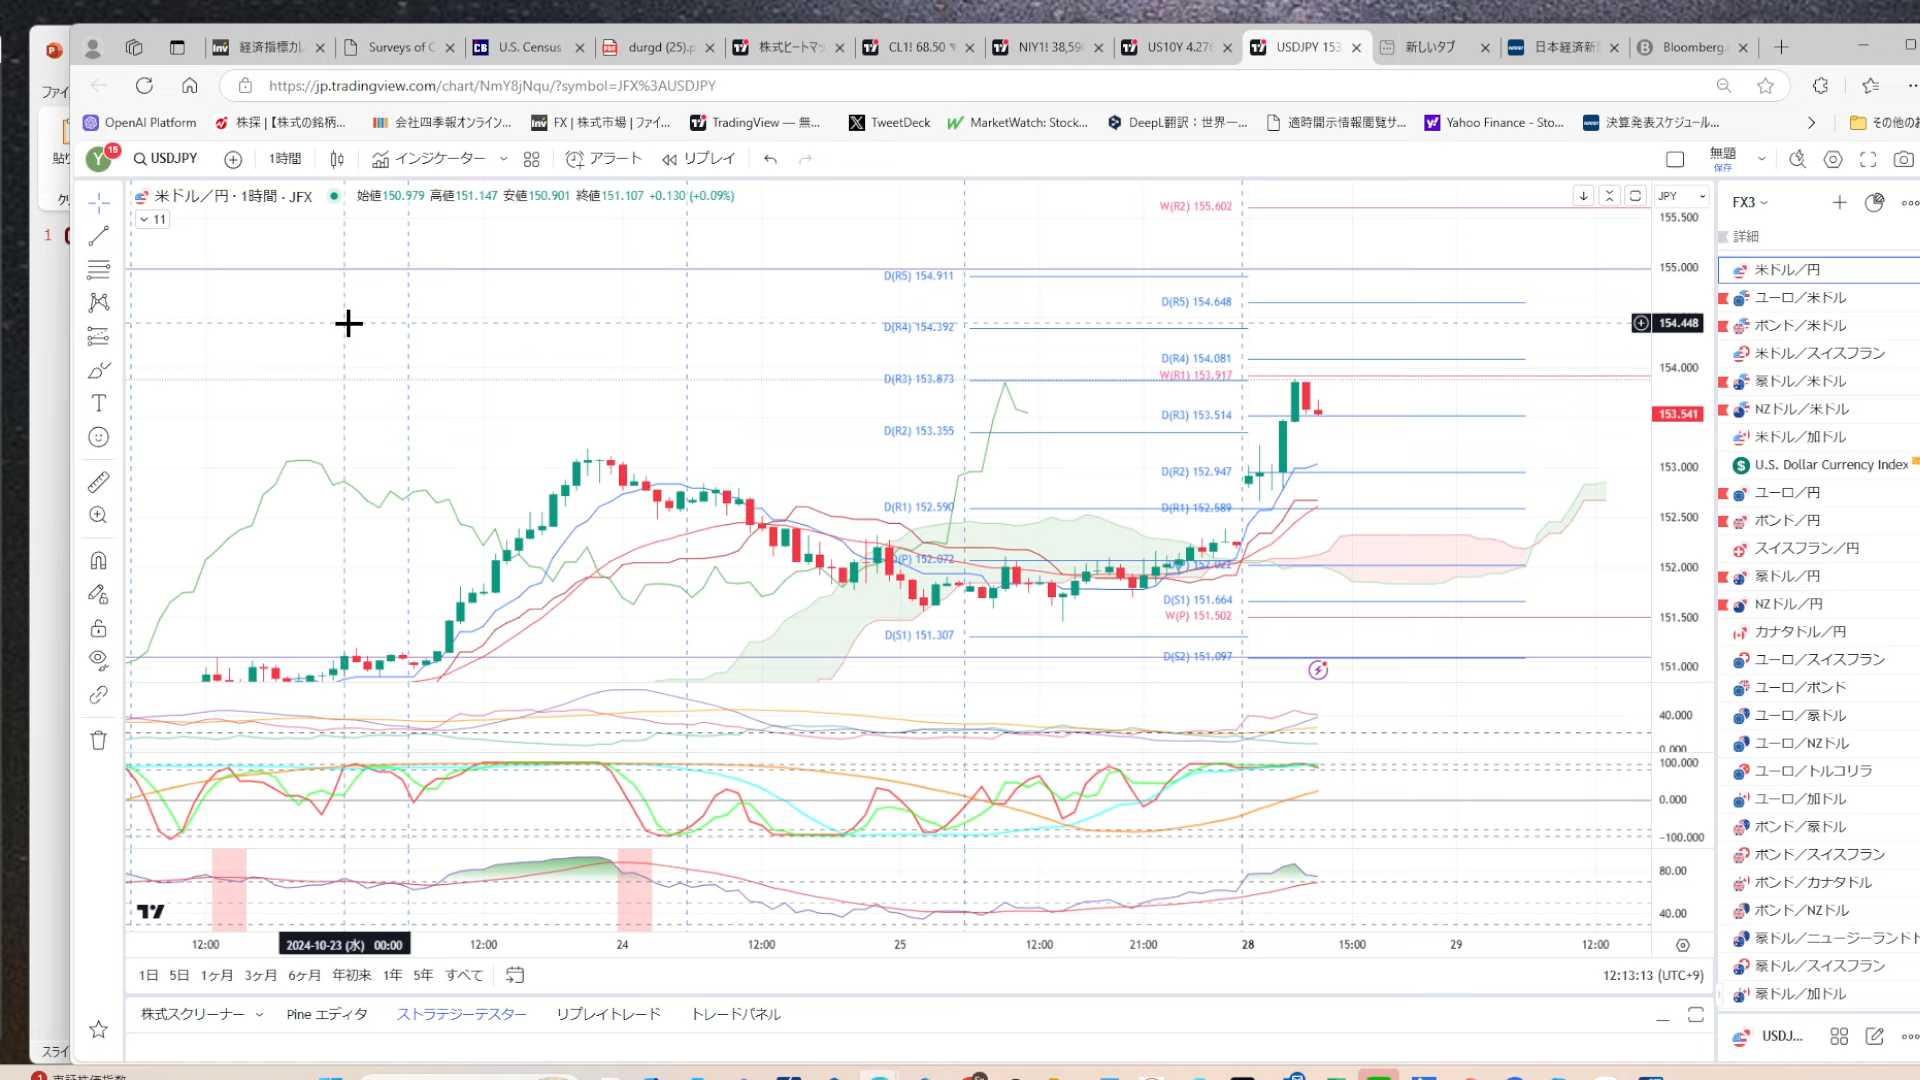 経済指標カレ
Surveys of C
U.S. Census
durgd (25).p
株式ヒートマッ
CL1! 68.50
NIY1! 38,590
US10Y 4.276
USDJPY 153
新しいタブ
日本経済新
Bloomberg.
https://jp.tradingview.com/chart/NmY8jNqu/?symbol=JFX%3AUSDJPY
ファイ
OpenAI Platform
株探 | 【株式の銘柄...
会社四季報オンライン...
FX | 株式市場 | ファイ...
TradingView — 無...
TweetDeck
MarketWatch: Stock...
DeepL翻訳：世界一...
適時開示情報閲覧サ...
Yahoo Finance - Sto...
決算発表スケジュール...
その他のお
貼り
Y
15
USDJPY
1時間
インジケーター
アラート
リプレイ
無題
保存
米ドル／円・1時間・JFX
始値150.979 高値151.147 安値150.901 終値151.107 +0.130 (+0.09%)
11
JPY
FX3
詳細
1
W(R2) 155.602
D(R5) 154.911
D(R5) 154.648
D(R4) 154.392
D(R4) 154.081
W(R1) 153.917
D(R3) 153.873
D(R3) 153.514
D(R2) 153.355
D(R2) 152.947
D(R1) 152.590
D(R1) 152.589
D(P) 152.072
152.022
D(S1) 151.664
W(P) 151.502
D(S1) 151.307
D(S2) 151.097
155.500
155.000
154.448
154.000
153.541
153.000
152.500
152.000
151.500
151.000
40.000
0.000
100.000
0.000
-100.000
80.00
40.00
12:00
2024-10-23 (水) 00:00
12:00
24
12:00
25
12:00
21:00
28
15:00
29
12:00
1日 5日 1ヶ月 3ヶ月 6ヶ月 年初来 1年 5年 すべて
12:13:13 (UTC+9)
株式スクリーナー
Pine エディタ
ストラテジーテスター
リプレイトレード
トレードパネル
米ドル／円
ユーロ／米ドル
ポンド／米ドル
米ドル／スイスフラン
豪ドル／米ドル
NZドル／米ドル
米ドル／加ドル
U.S. Dollar Currency Index
ユーロ／円
ポンド／円
スイスフラン／円
豪ドル／円
NZドル／円
カナタドル／円
ユーロ／スイスフラン
ユーロ／ポンド
ユーロ／豪ドル
ユーロ／NZドル
ユーロ／トルコリラ
ユーロ／加ドル
ポンド／豪ドル
ポンド／スイスフラン
ポンド／カナダドル
ポンド／NZドル
豪ドル／ニュージーランドド
豪ドル／スイスフラン
豪ドル／加ドル
USDJ...
スライ